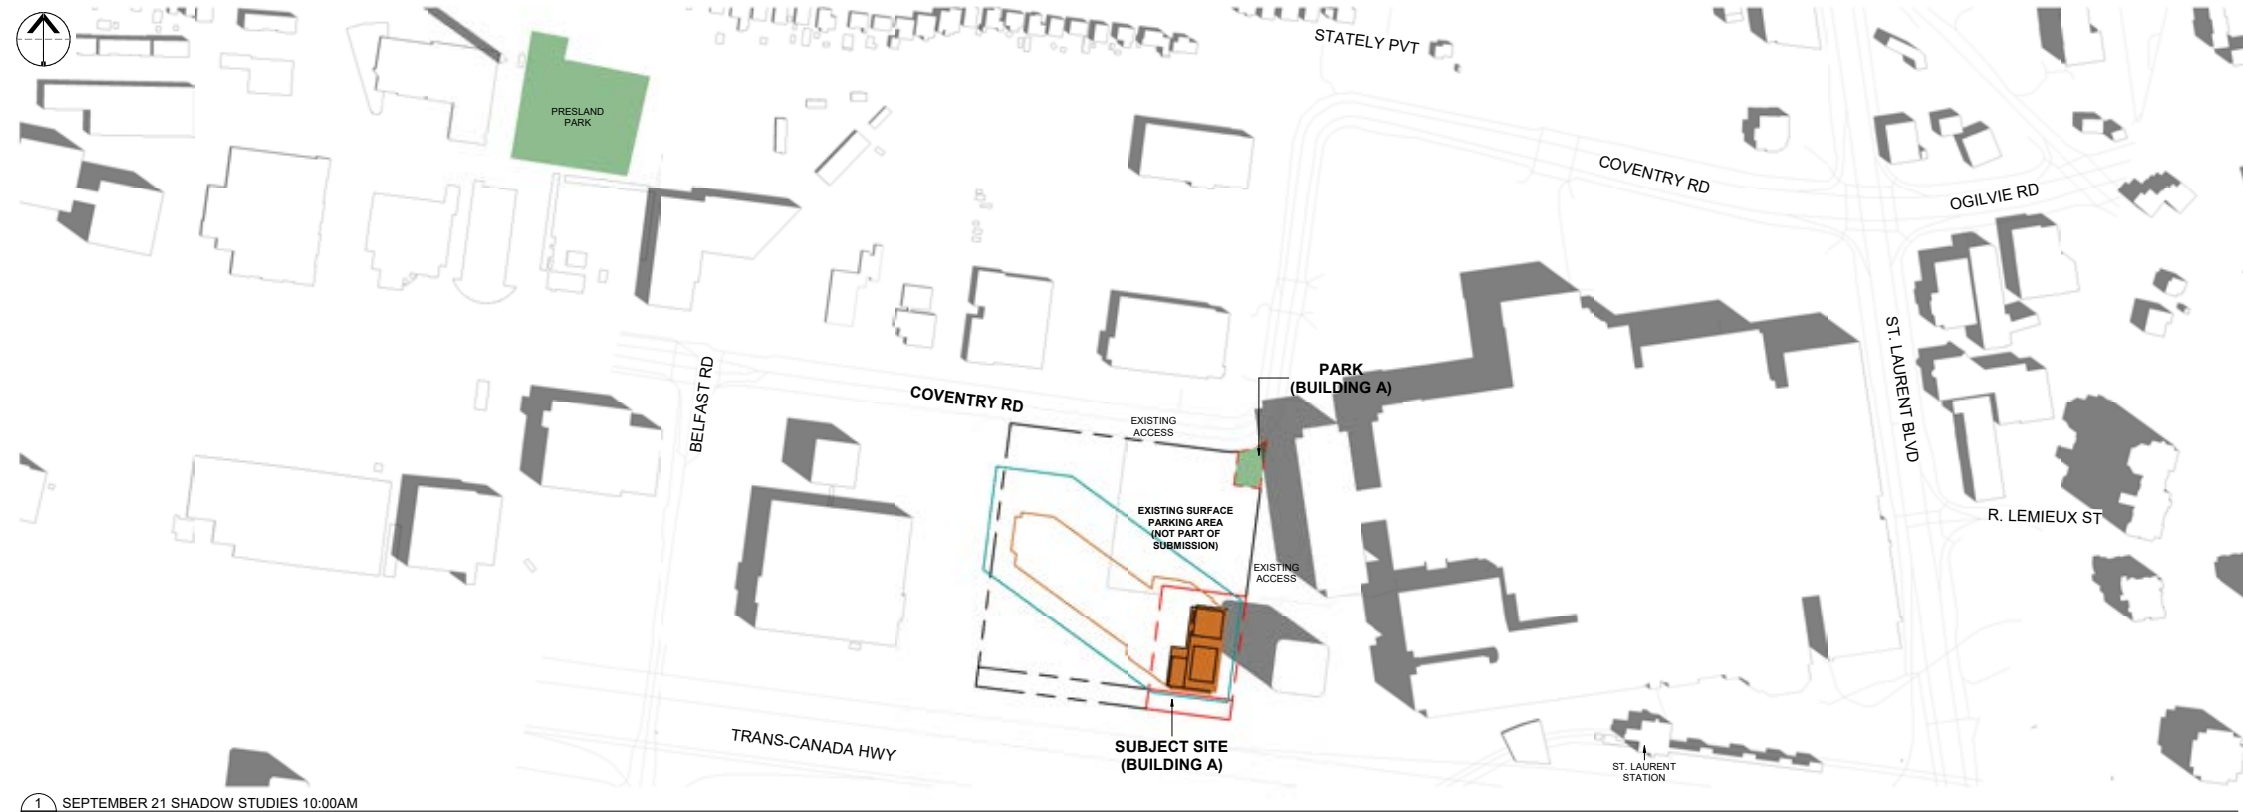 STATELY PVT
PRESLAND
PARK
COVENTRY RD
OGILVIE RD
ST. LAURENT BLVD
BELFAST RD
PARK
(BUILDING A)
COVENTRY RD
EXISTING
ACCESS
EXISTING SURFACE
PARKING AREA
(NOT PART OF
SUBMISSION)
R. LEMIEUX ST
EXISTING
ACCESS
TRANS-CANADA HWY
SUBJECT SITE
(BUILDING A)
ST. LAURENT
STATION
1 SEPTEMBER 21 SHADOW STUDIES 10:00AM